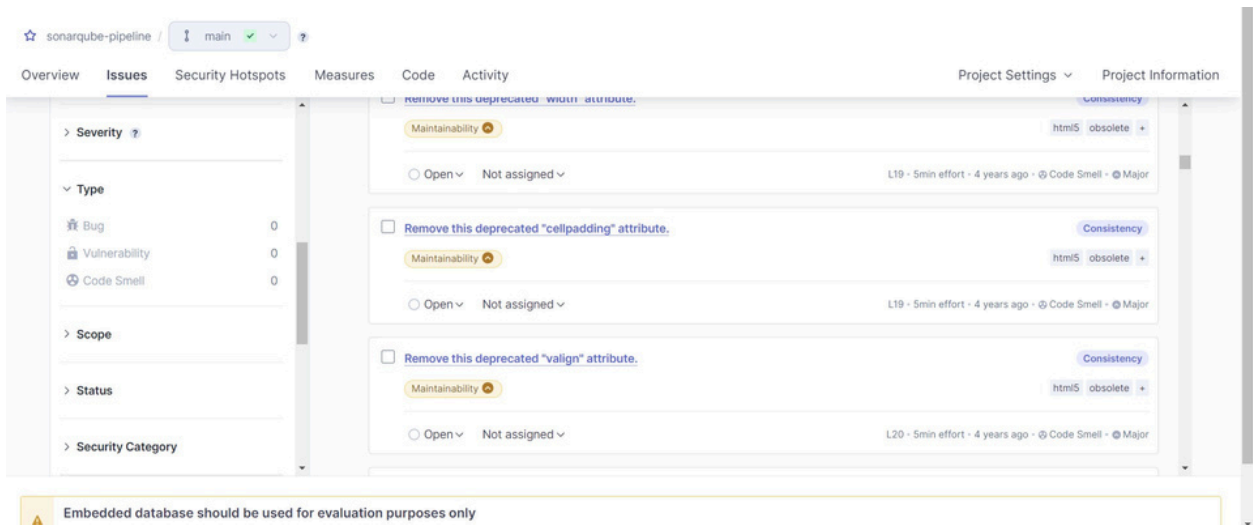 sonarqube-pipeline / main ?
Overview Issues Security Hotspots Measures Code Activity Project Settings Project Information
Remove this deprecated "width" attribute. Consistency
Severity ?
Maintainability html5 obsolete +
Open Not assigned L19 • 5min effort • 4 years ago • Code Smell • Major
Type
Bug 0
Remove this deprecated "cellpadding" attribute. Consistency
Vulnerability 0
Maintainability html5 obsolete +
Code Smell 0
Open Not assigned L19 • 5min effort • 4 years ago • Code Smell • Major
Scope
Remove this deprecated "valign" attribute. Consistency
Status
Maintainability html5 obsolete +
Open Not assigned L20 • 5min effort • 4 years ago • Code Smell • Major
Security Category
Embedded database should be used for evaluation purposes only